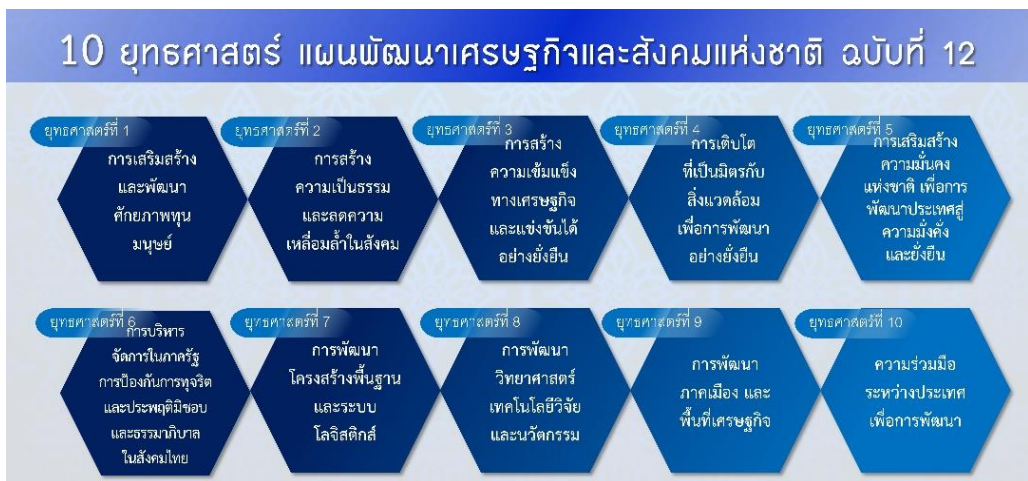 10 ยุทธศาสตร์ แผนพัฒนาเศรษฐกิจและสังคมแห่งชาติ ฉบับที่ 12
ยุทธศาสตร์ที่ 1
การเสริมสร้าง
และพัฒนา
ศักยภาพทุน
มนุษย์
ยุทธศาสตร์ที่ 2
การสร้าง
ความเป็นธรรม
และลดความ
เหลื่อมล้ำในสังคม
ยุทธศาสตร์ที่ 3
การสร้าง
ความเข้มแข็ง
ทางเศรษฐกิจ
และแข่งขันได้
อย่างยั่งยืน
ยุทธศาสตร์ที่ 4
การเติบโต
ที่เป็นมิตรกับ
สิ่งแวดล้อม
เพื่อการพัฒนา
อย่างยั่งยืน
ยุทธศาสตร์ที่ 5
การเสริมสร้าง
ความมั่นคง
แห่งชาติ เพื่อการ
พัฒนาประเทศสู่
ความมั่งคั่ง
และยั่งยืน
ยุทธศาสตร์ที่ 6
การบริหาร
จัดการในภาครัฐ
การป้องกันการทุจริต
และประพฤติมิชอบ
และธรรมาภิบาล
ในสังคมไทย
ยุทธศาสตร์ที่ 7
การพัฒนา
โครงสร้างพื้นฐาน
และระบบ
โลจิสติกส์
ยุทธศาสตร์ที่ 8
การพัฒนา
วิทยาศาสตร์
เทคโนโลยีวิจัย
และนวัตกรรม
ยุทธศาสตร์ที่ 9
การพัฒนา
ภาคเมือง และ
พื้นที่เศรษฐกิจ
ยุทธศาสตร์ที่ 10
ความร่วมมือ
ระหว่างประเทศ
เพื่อการพัฒนา